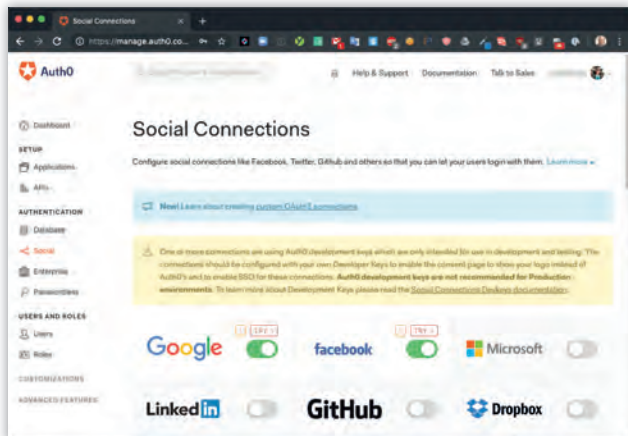 Social Connections
https://manage.auth0.co...
Auth0
Help & Support Documentation Talk to Sales
Dashboard
SETUP
Applications
APIs
AUTHENTICATION
Database
Social
Enterprise
Passwordless
USERS AND ROLES
Users
Roles
CUSTOMIZATIONS
ADVANCED FEATURES
Social Connections
Configure social connections like Facebook, Twitter, Github and others so that you can let your users login with them. Learn more
New! Learn about creating custom OAuth2 connections
One or more connections are using Auth0 development keys which are only intended for use in development and testing. The
connections should be configured with your own Developer Keys to enable the consent page to show your logo instead of
Auth0's and to enable SSO for these connections. Auth0 development keys are not recommended for Production
environments. To learn more about Development Keys please read the Social Connections Devkeys documentation.
TRY TRY
Google facebook Microsoft
Linked in GitHub Dropbox